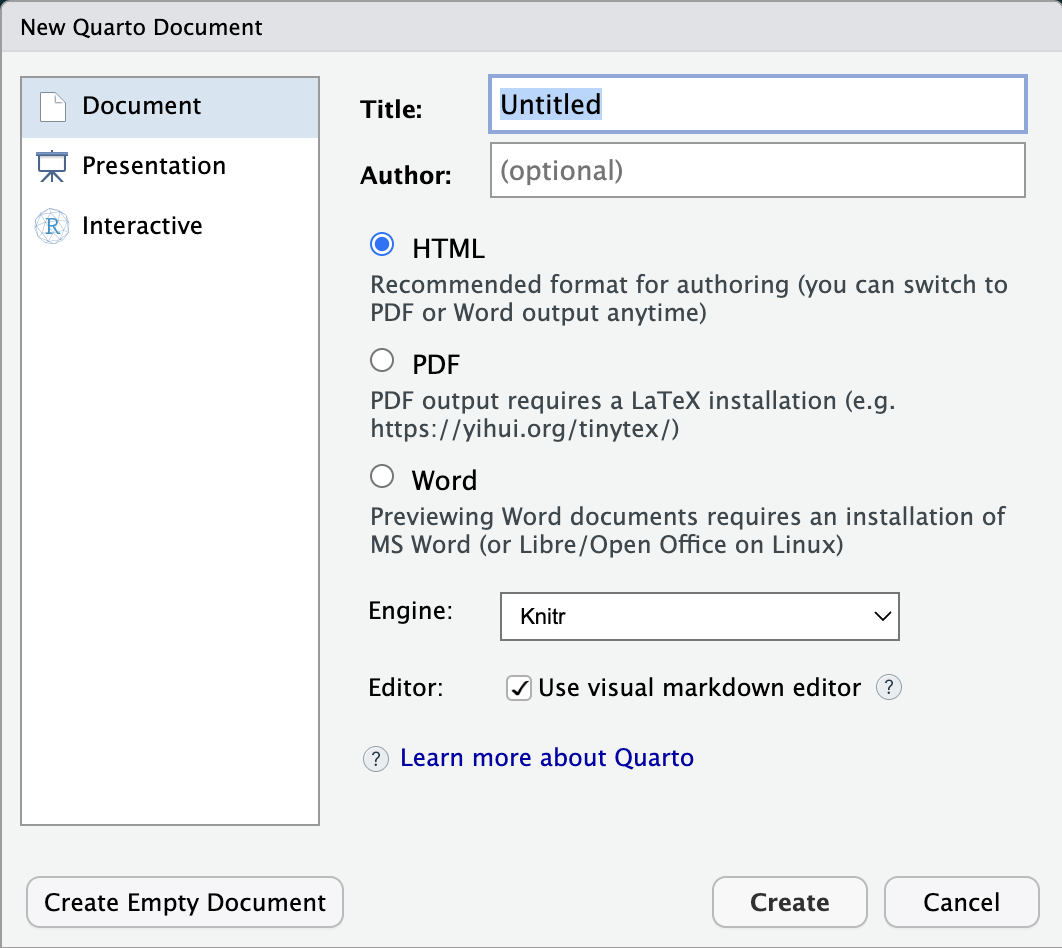 New Quarto Document
Document
Presentation
R
Interactive
Title:
Untitled
Author:
(optional)
HTML
Recommended format for authoring (you can switch to
PDF or Word output anytime)
PDF
PDF output requires a LaTeX installation (e.g.
https://yihui.org/tinytex/)
Word
Previewing Word documents requires an installation of
MS Word (or Libre/Open Office on Linux)
Engine:
Knitr
Editor:
Use visual markdown editor ?
? Learn more about Quarto
Create Empty Document
Create
Cancel